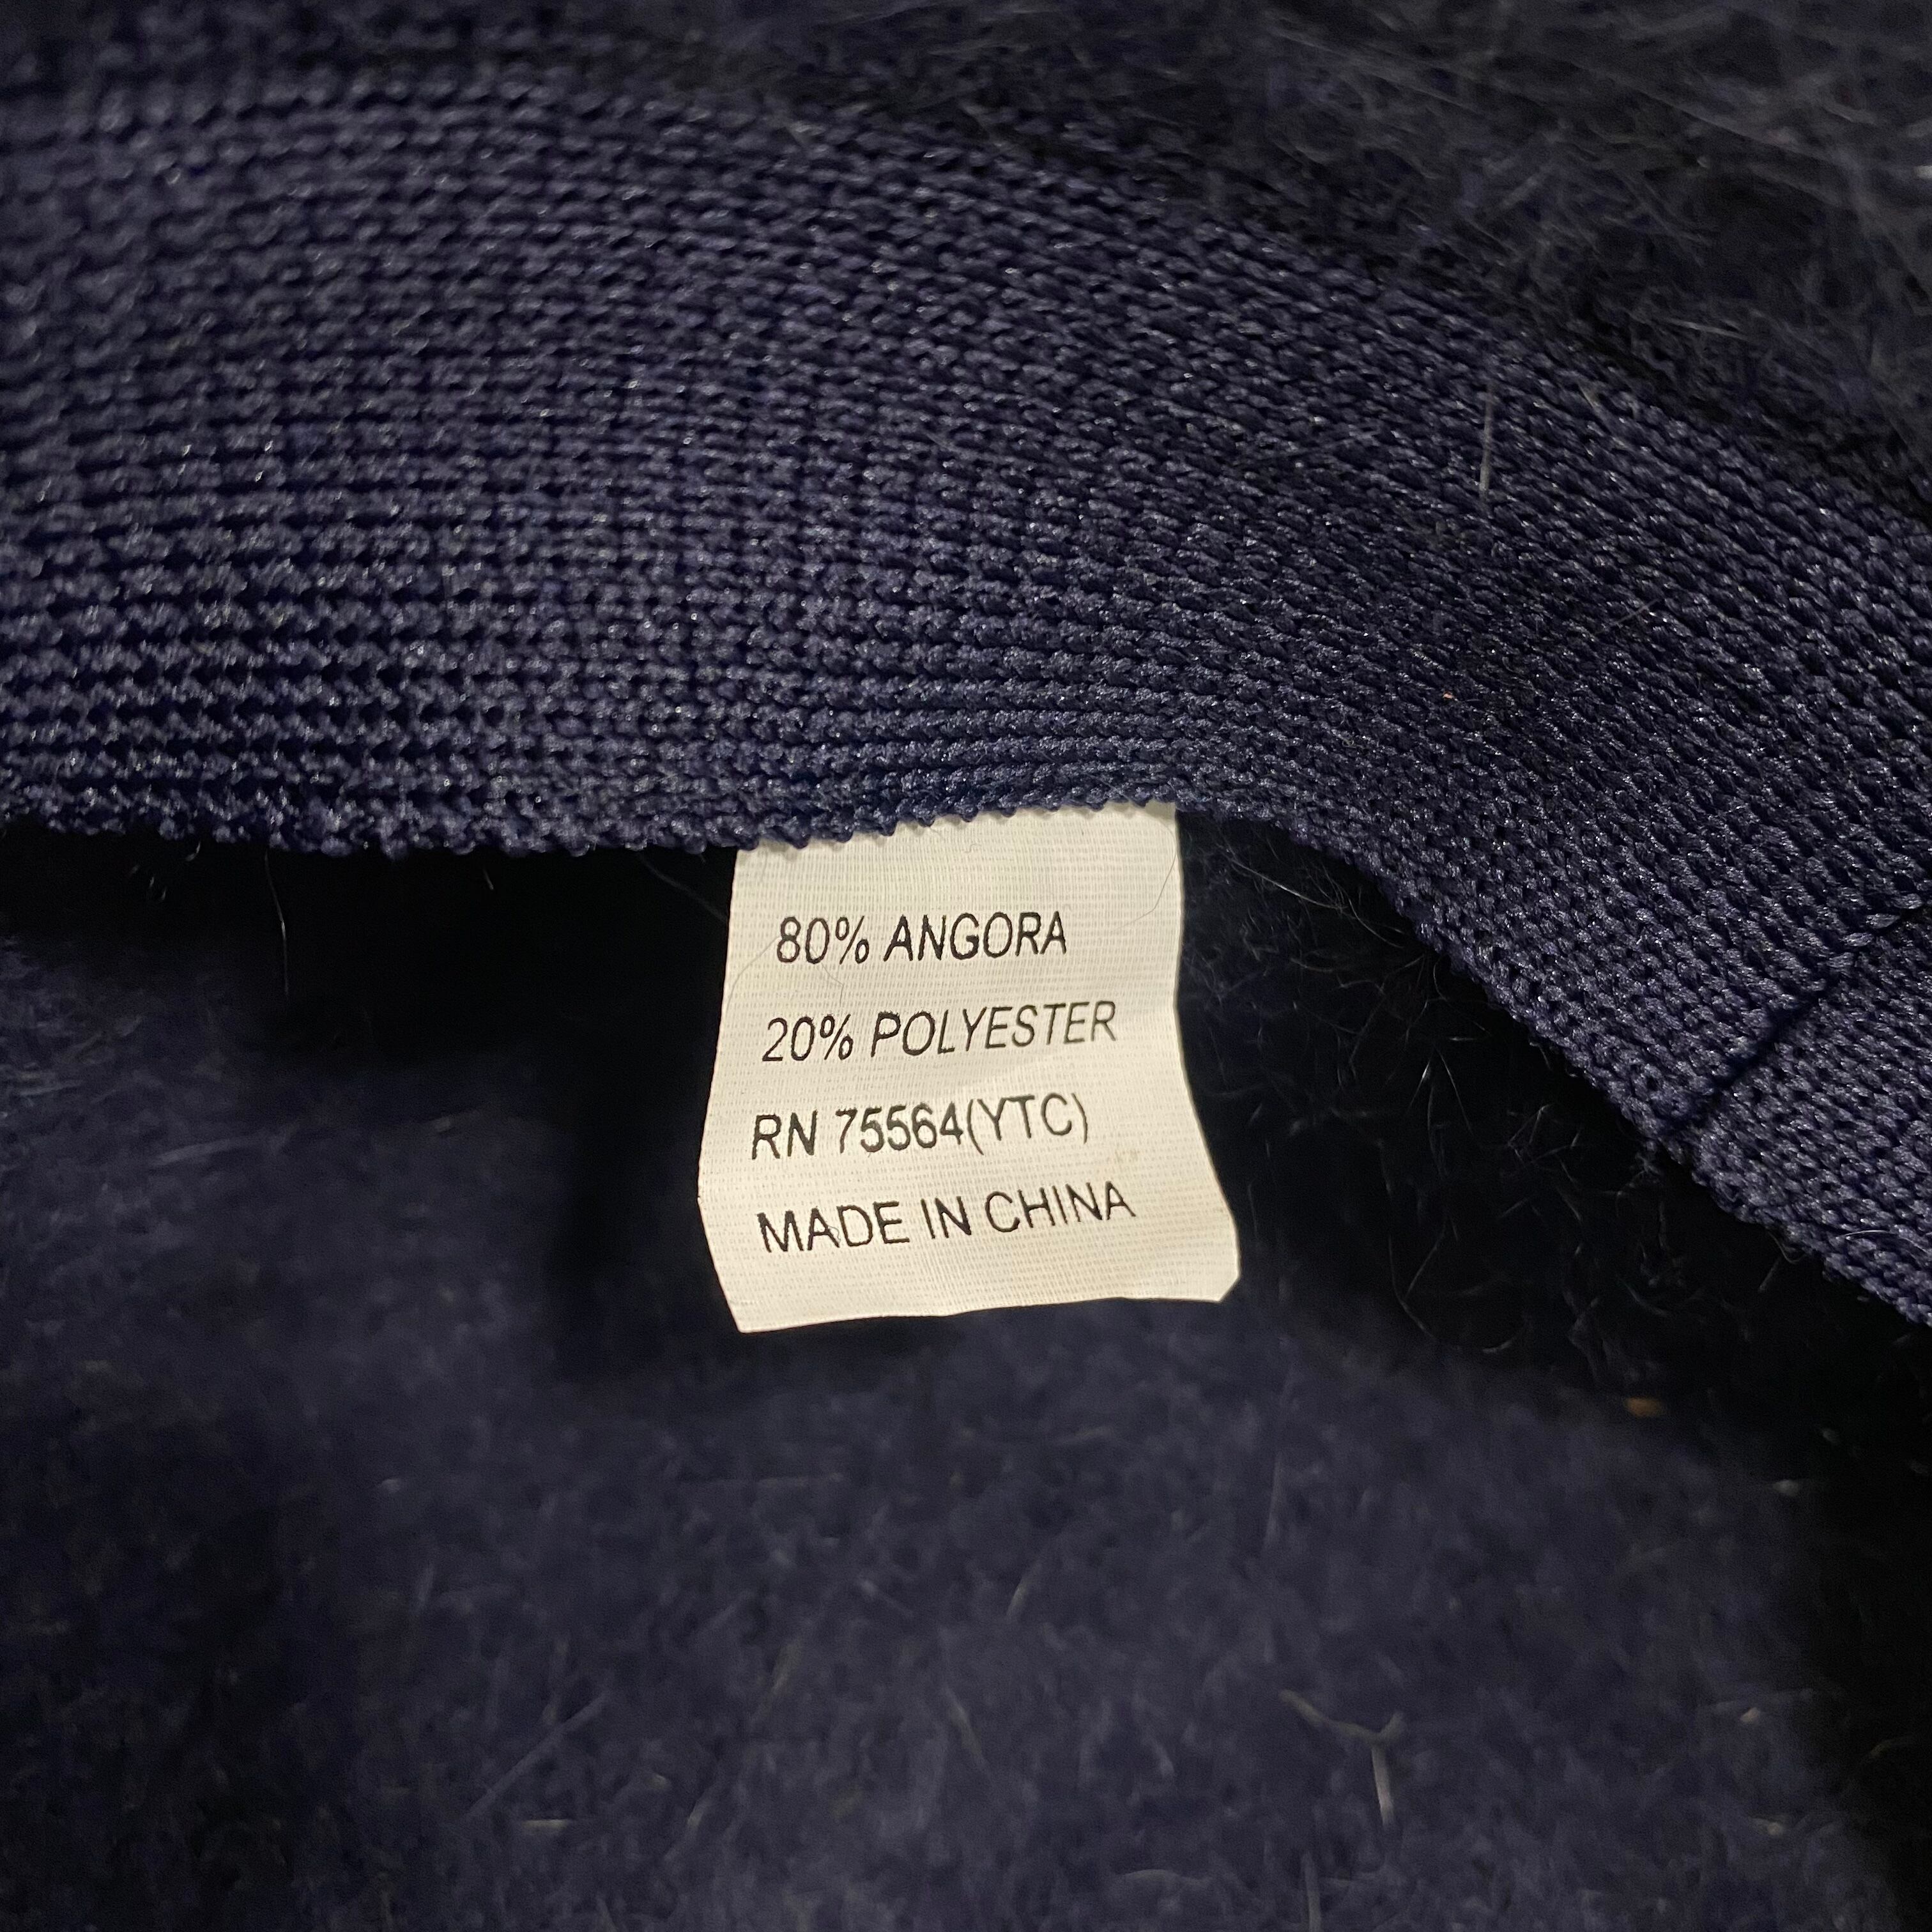 80% ANGORA
20% POLYESTER
RN 75564(YTC)
MADE IN CHINA